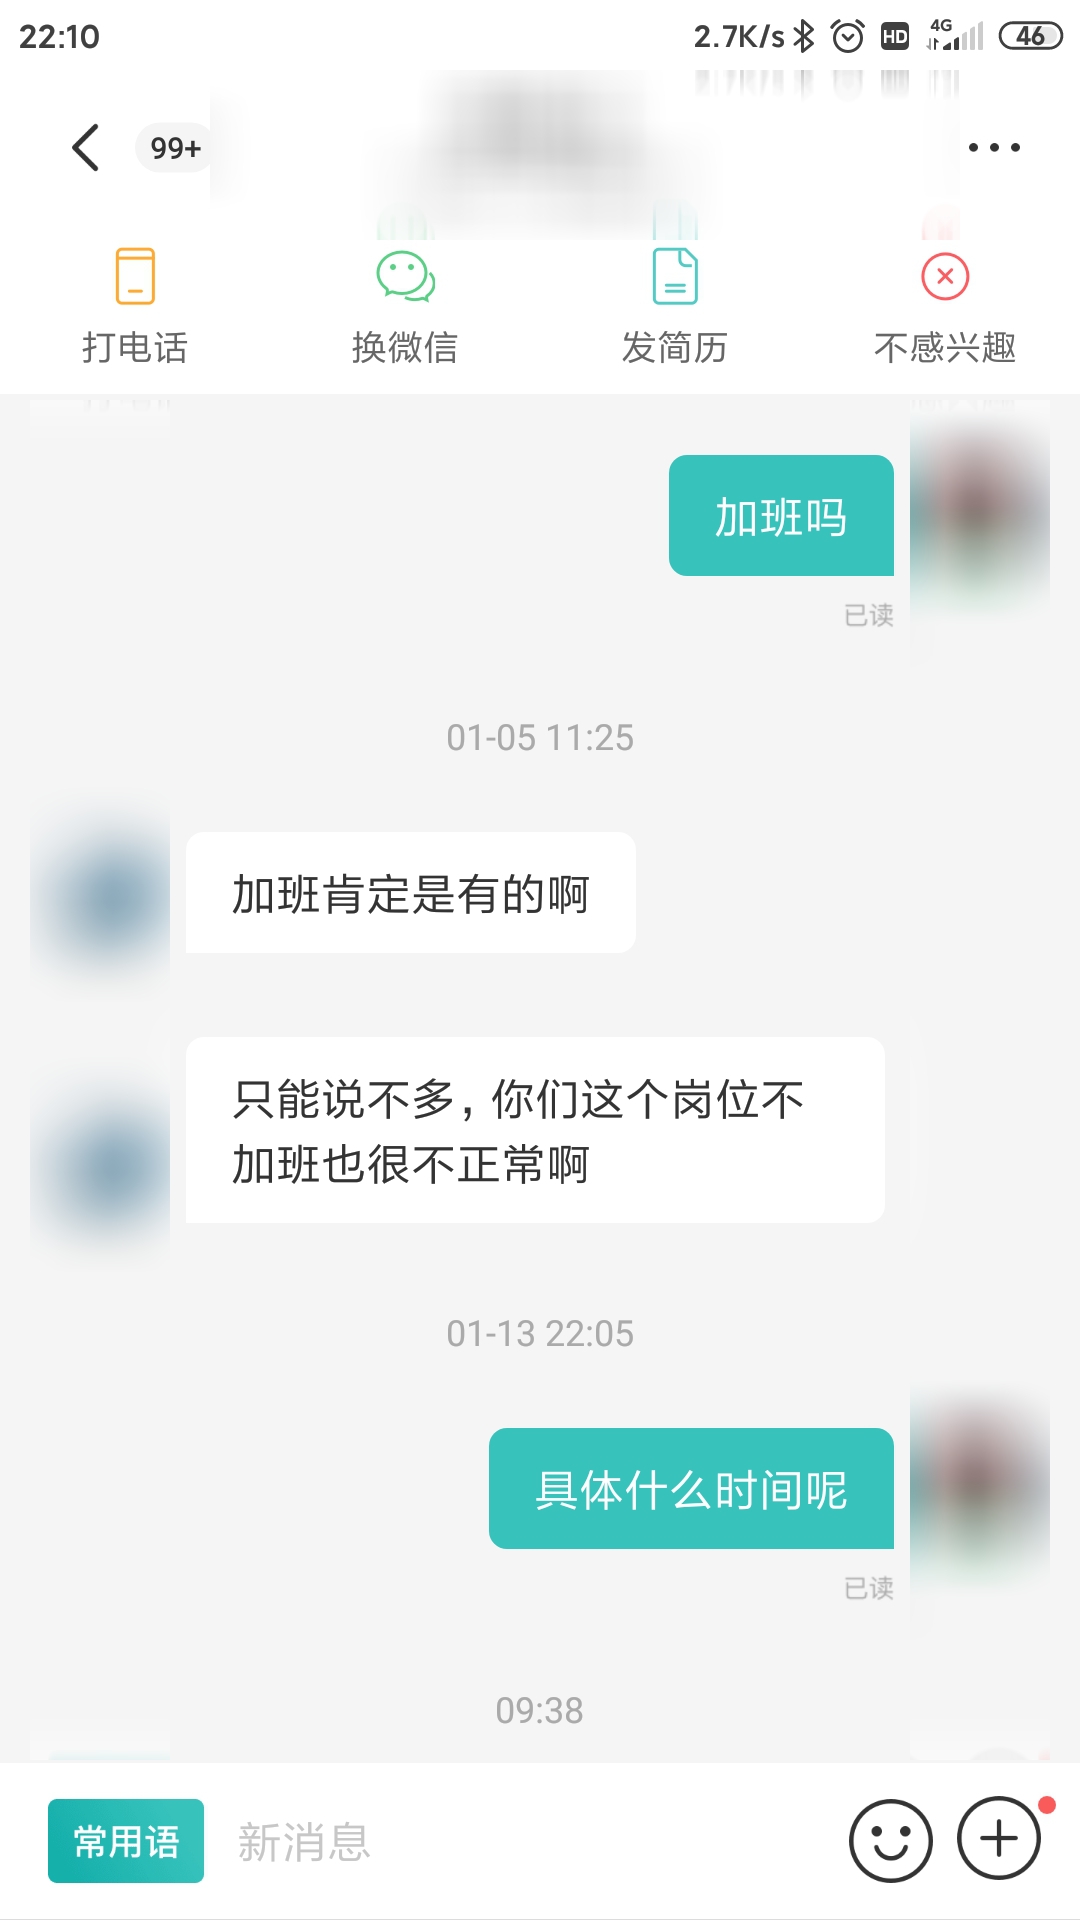 22:10
2.7K/s HD 4G 46
99+
打电话
换微信
发简历
不感兴趣
加班吗
已读
01-05 11:25
加班肯定是有的啊
只能说不多，你们这个岗位不
加班也很不正常啊
01-13 22:05
具体什么时间呢
已读
09:38
常用语
新消息